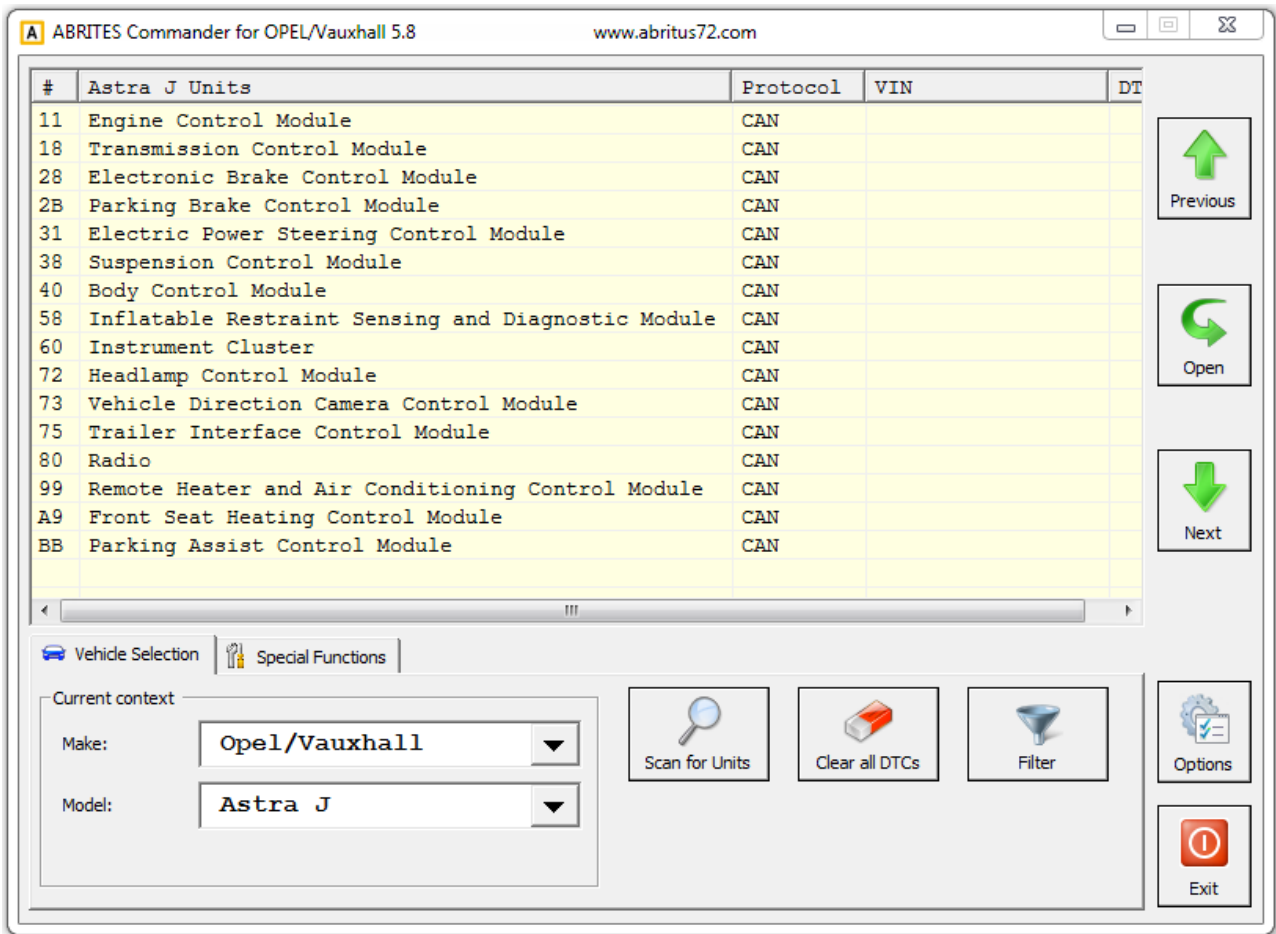 A ABRITES Commander for OPEL/Vauxhall 5.8 www.abritus72.com
# Astra J Units Protocol VIN DT
11 Engine Control Module CAN
18 Transmission Control Module CAN
28 Electronic Brake Control Module CAN
2B Parking Brake Control Module CAN
31 Electric Power Steering Control Module CAN
38 Suspension Control Module CAN
40 Body Control Module CAN
58 Inflatable Restraint Sensing and Diagnostic Module CAN
60 Instrument Cluster CAN
72 Headlamp Control Module CAN
73 Vehicle Direction Camera Control Module CAN
75 Trailer Interface Control Module CAN
80 Radio CAN
99 Remote Heater and Air Conditioning Control Module CAN
A9 Front Seat Heating Control Module CAN
BB Parking Assist Control Module CAN
Previous
Open
Next
Vehicle Selection Special Functions
Current context
Make: Opel/Vauxhall
Model: Astra J
Scan for Units Clear all DTCs Filter
Options
Exit